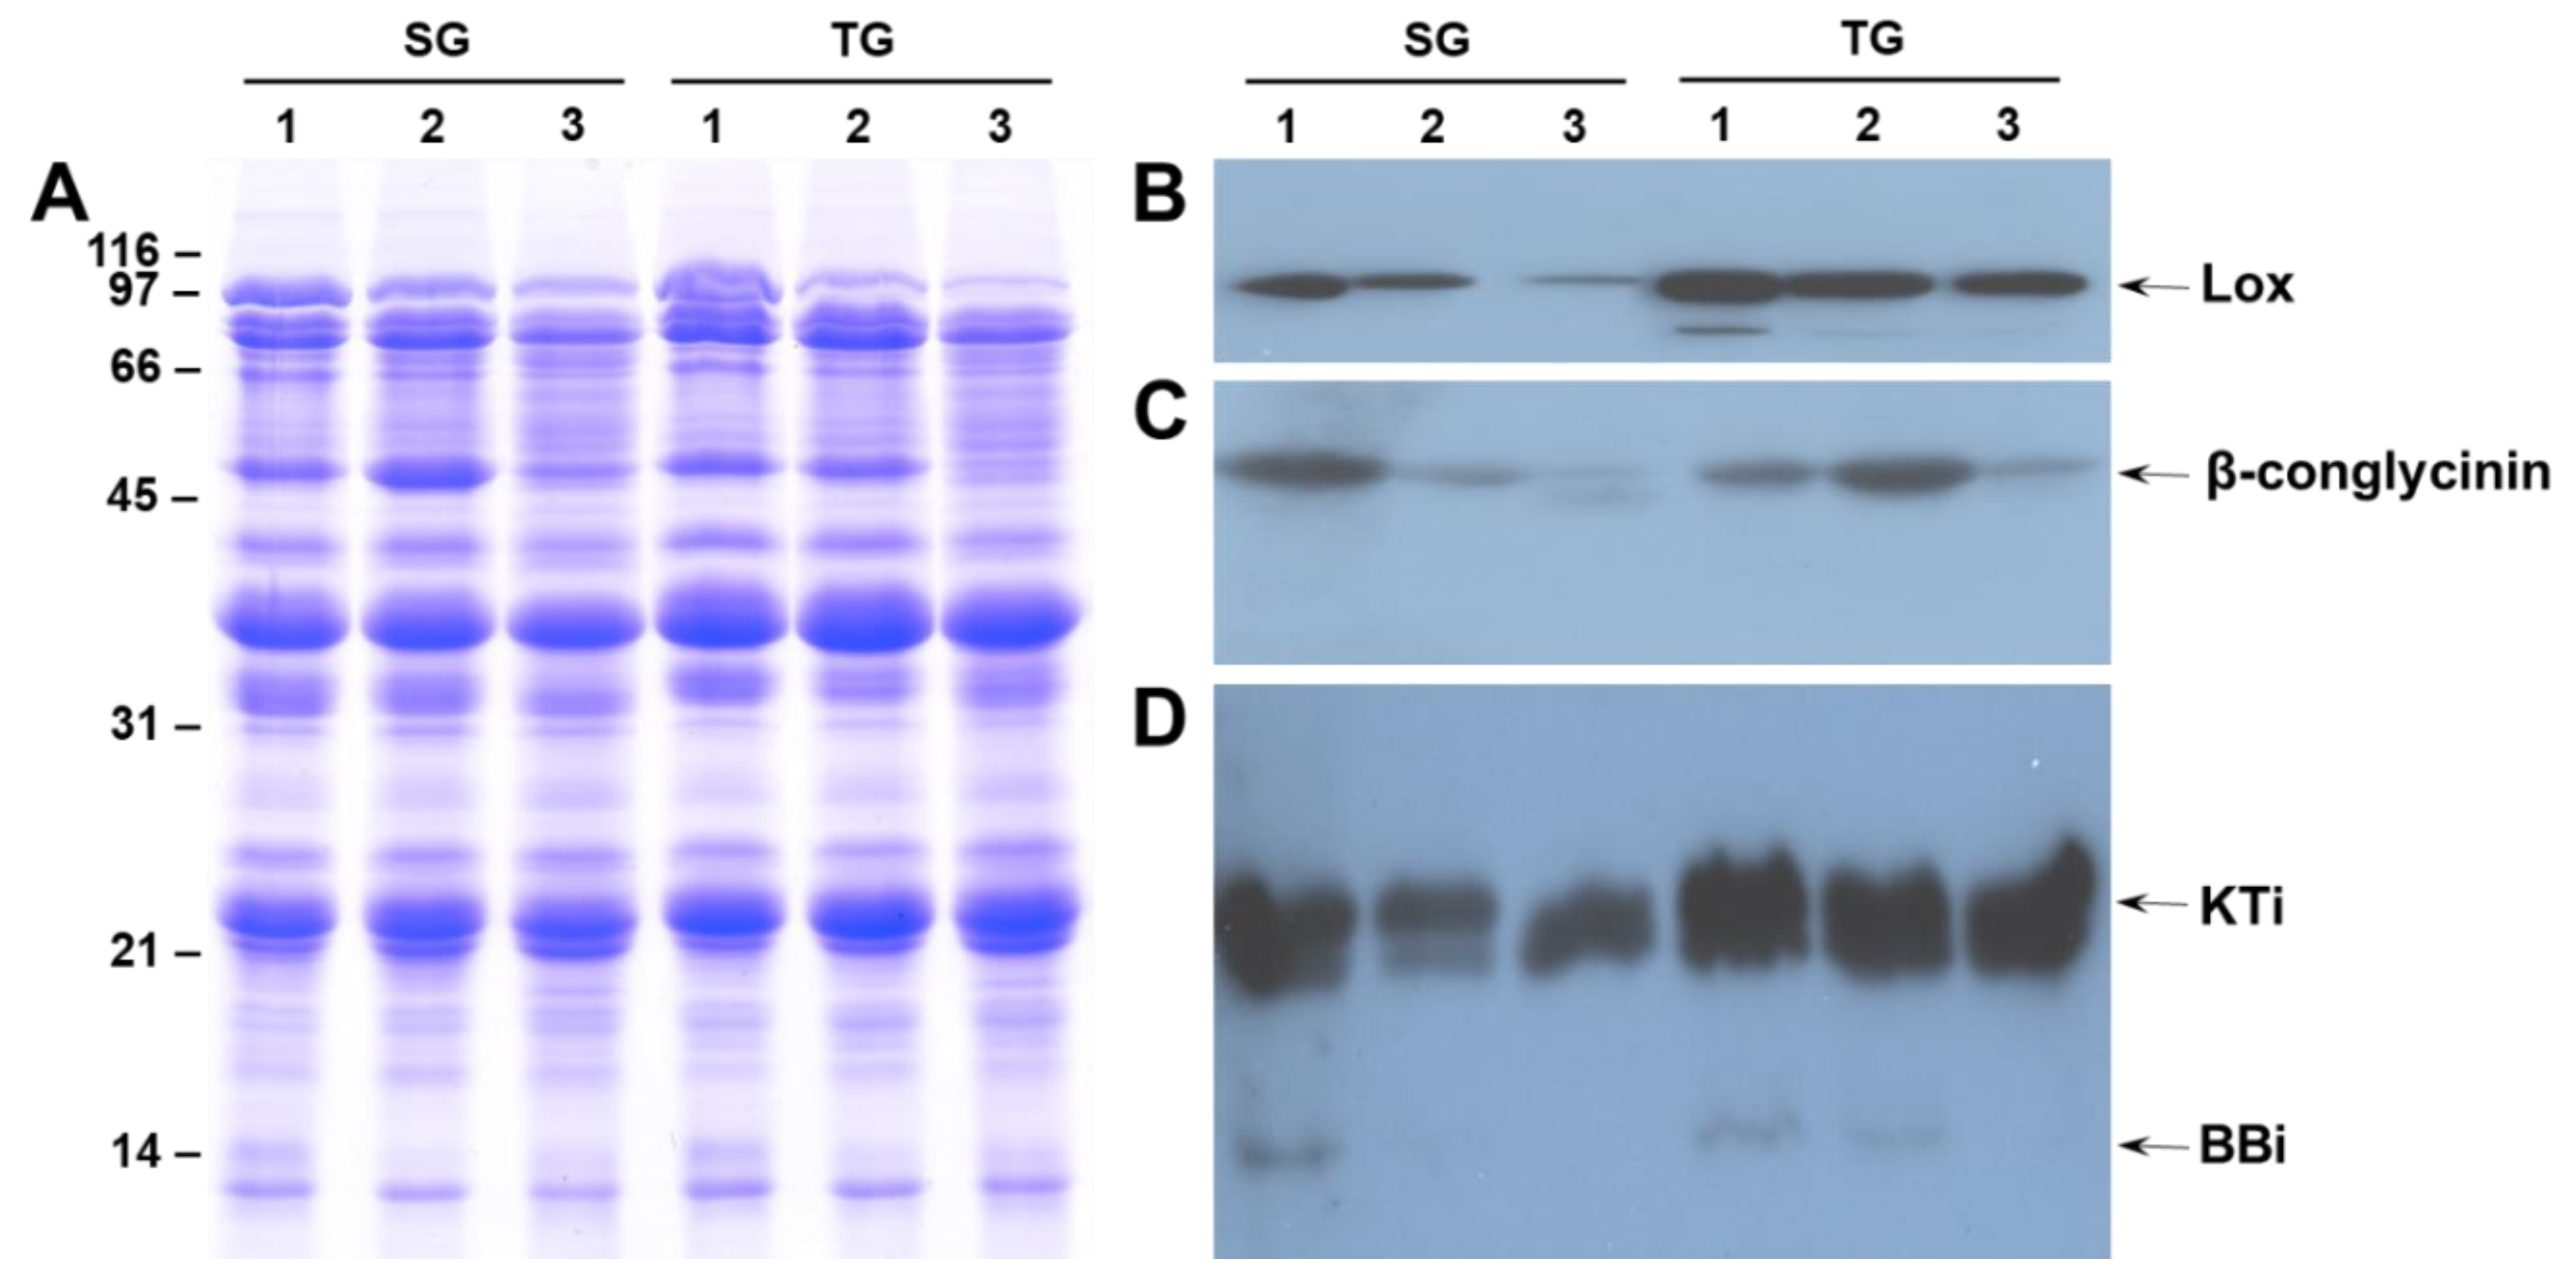 SG TG
1 2 3 1 2 3
A
116 –
97 –
66 –
45 –
31 –
21 –
14 –
SG TG
1 2 3 1 2 3
B
Lox
C
β-conglycinin
D
KTi
BBi